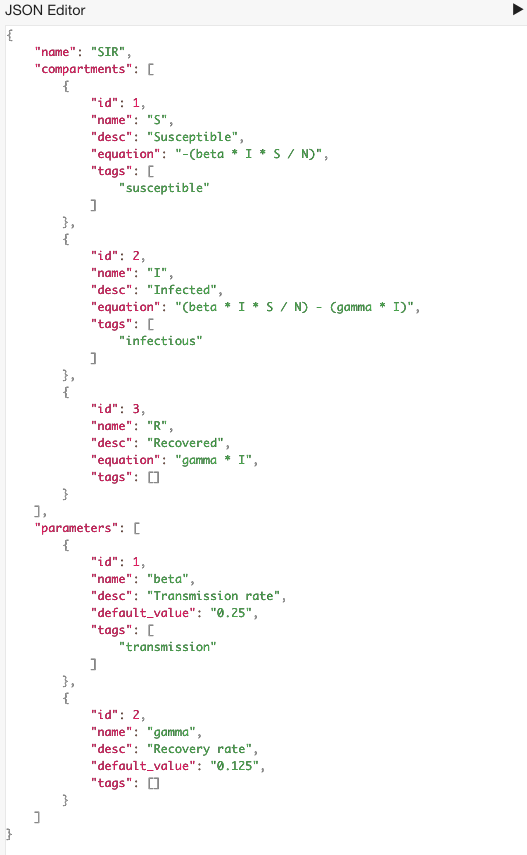 JSON Editor
{
    "name": "SIR",
    "compartments": [
        {
            "id": 1,
            "name": "S",
            "desc": "Susceptible",
            "equation": "-(beta * I * S / N)",
            "tags": [
                "susceptible"
            ]
        },
        {
            "id": 2,
            "name": "I",
            "desc": "Infected",
            "equation": "(beta * I * S / N) - (gamma * I)",
            "tags": [
                "infectious"
            ]
        },
        {
            "id": 3,
            "name": "R",
            "desc": "Recovered",
            "equation": "gamma * I",
            "tags": []
        }
    ],
    "parameters": [
        {
            "id": 1,
            "name": "beta",
            "desc": "Transmission rate",
            "default_value": "0.25",
            "tags": [
                "transmission"
            ]
        },
        {
            "id": 2,
            "name": "gamma",
            "desc": "Recovery rate",
            "default_value": "0.125",
            "tags": []
        }
    ]
}